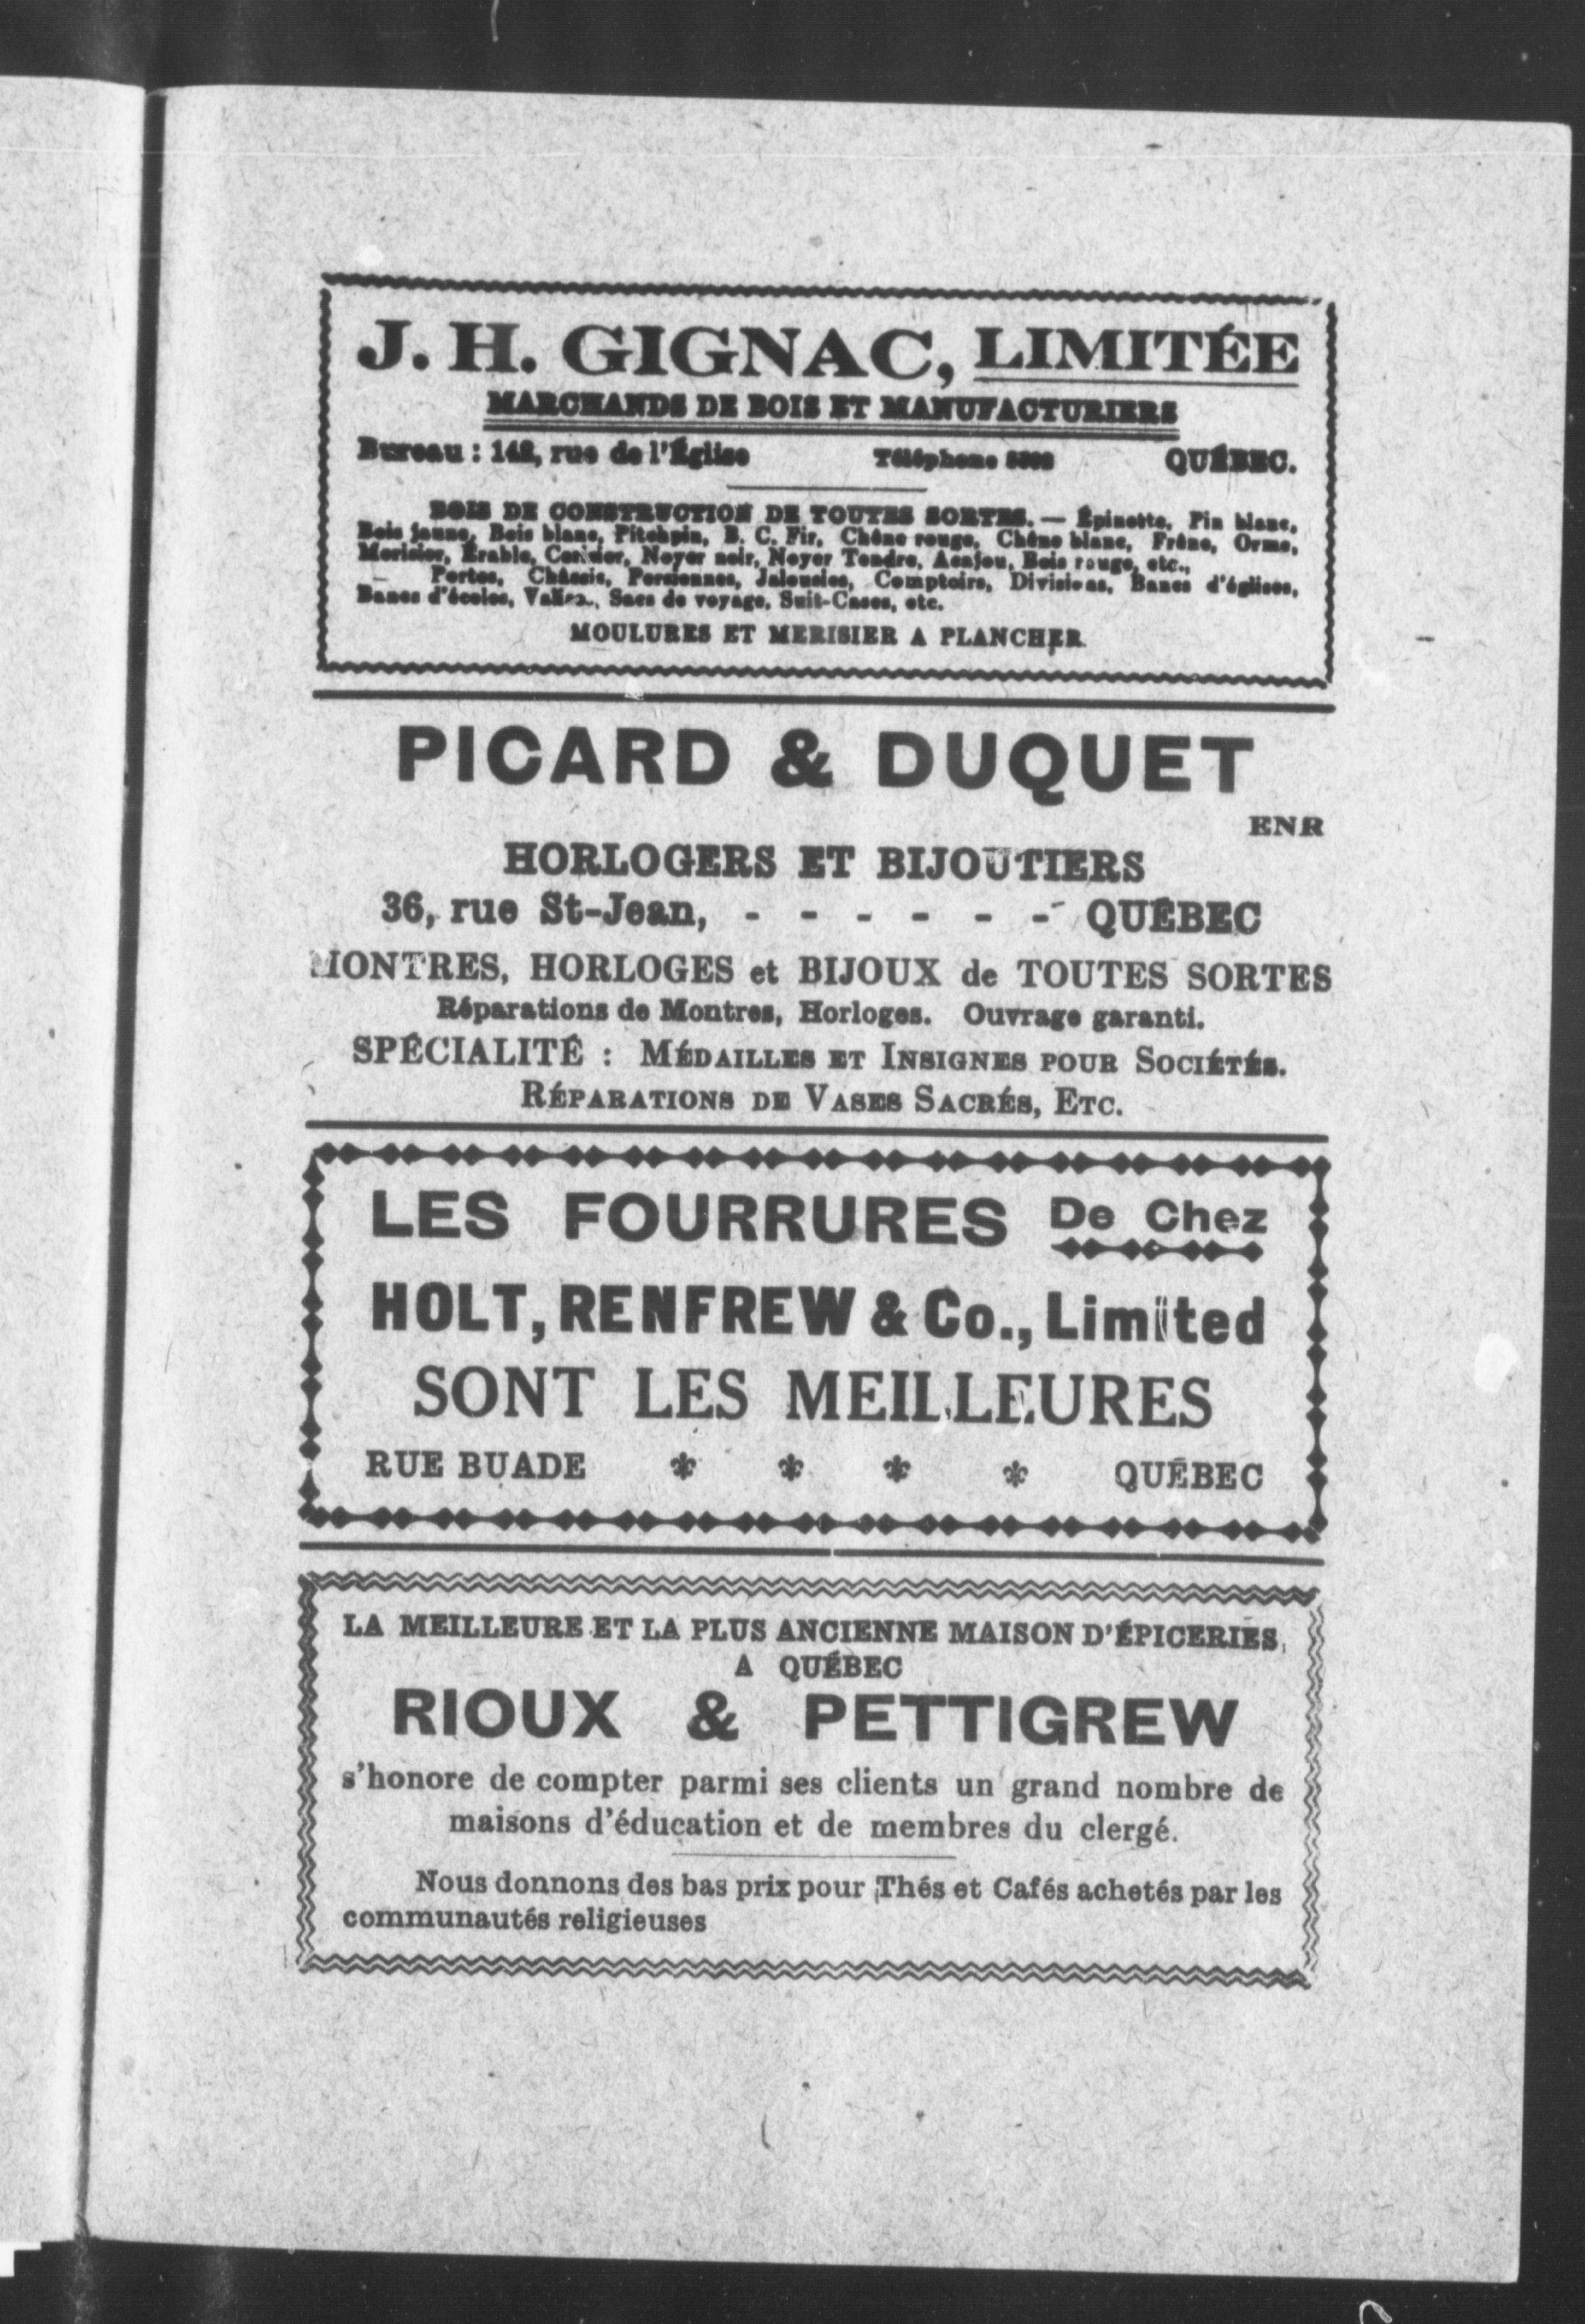 J. H. GIGNAC, LIMITÉE
MARCHANDS DE BOIS ET MANUFACTURIERS
Bureau : 142, rue de l'Église Téléphone QUÉBEC.
BOIS DE CONSTRUCTION DE TOUTES SORTES. — Épinette, Pin blanc,
Bois jaune, Bois blanc, Pitchpin, B. C. Fir, Chêne rouge, Chêne blanc, Frêne, Orme,
Merisier, Érable, Noyer noir, Noyer Tendre, Acajou, Bois rouge, etc.,
Portes, Châssis, Persiennes, Jalousies, Comptoirs, Divisions, Bancs d'églises,
Bancs d'écoles, Sacs de voyage, Suit-Cases, etc.
MOULURES ET MERISIER A PLANCHER
PICARD & DUQUET
ENR
HORLOGERS ET BIJOUTIERS
36, rue St-Jean, - - - - - - QUÉBEC
MONTRES, HORLOGES et BIJOUX de TOUTES SORTES
Réparations de Montres, Horloges. Ouvrage garanti.
SPÉCIALITÉ : MÉDAILLES ET INSIGNES POUR SOCIÉTÉS.
RÉPARATIONS DE VASES SACRÉS, ETC.
LES FOURRURES De Chez
HOLT, RENFREW & Co., Limited
SONT LES MEILLEURES
RUE BUADE QUÉBEC
LA MEILLEURE ET LA PLUS ANCIENNE MAISON D'ÉPICERIES,
A QUÉBEC
RIOUX & PETTIGREW
s'honore de compter parmi ses clients un grand nombre de
maisons d'éducation et de membres du clergé.
Nous donnons des bas prix pour Thés et Cafés achetés par les
communautés religieuses